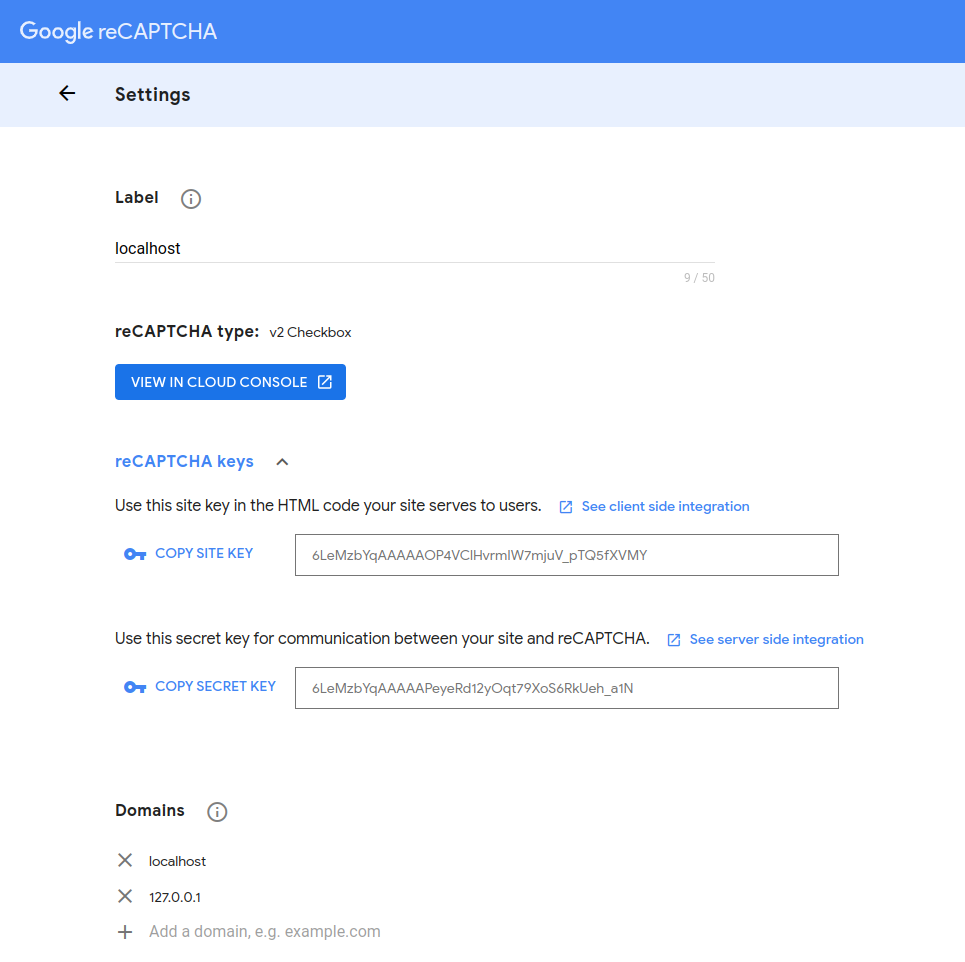 Google reCAPTCHA
Settings
Label
localhost
9 / 50
reCAPTCHA type: v2 Checkbox
VIEW IN CLOUD CONSOLE
reCAPTCHA keys
Use this site key in the HTML code your site serves to users. See client side integration
COPY SITE KEY 6LeMzbYqAAAAAOP4VClHvrmlW7mjuV_pTQ5fXVMY
Use this secret key for communication between your site and reCAPTCHA. See server side integration
COPY SECRET KEY 6LeMzbYqAAAAAPeyeRd12yOqt79XoS6RkUeh_a1N
Domains
localhost
127.0.0.1
Add a domain, e.g. example.com